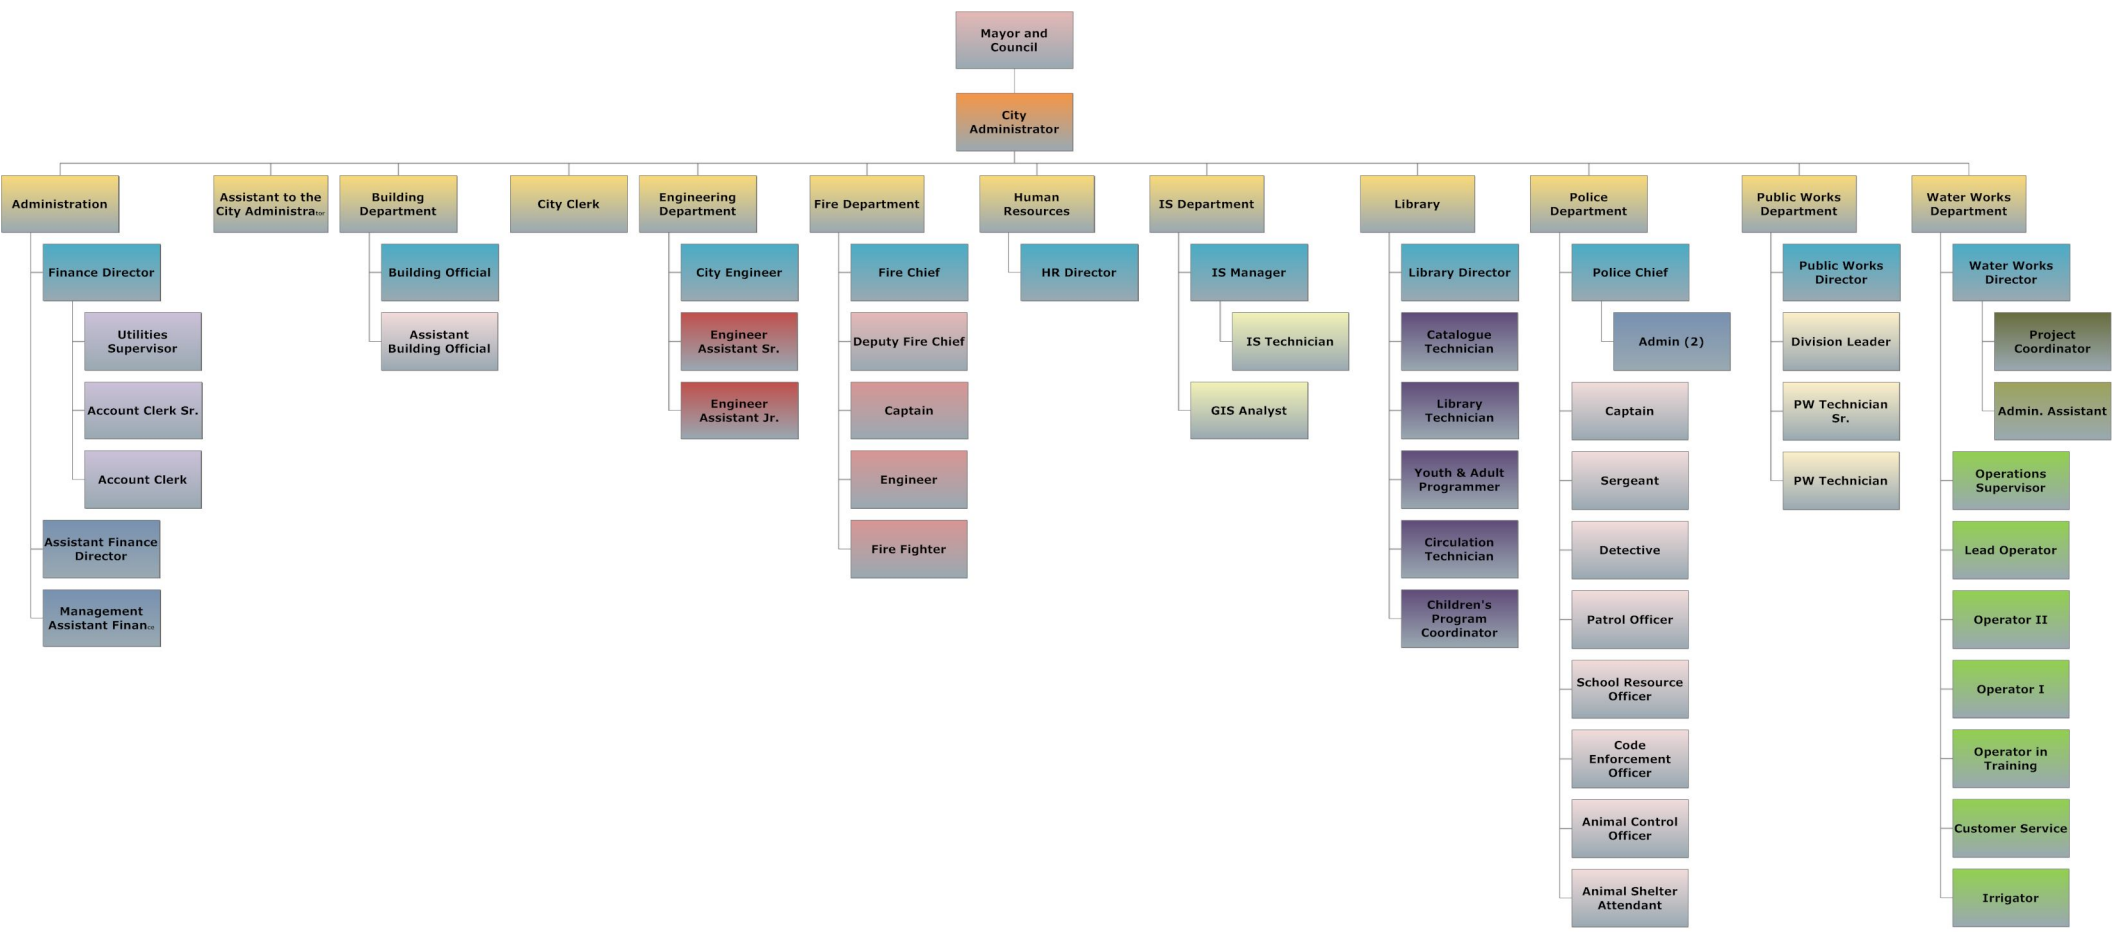 Mayor and
Council
City
Administrator
Administration
Assistant to the
City Administrator
Building
Department
City Clerk
Engineering
Department
Fire Department
Human
Resources
IS Department
Library
Police
Department
Public Works
Department
Water Works
Department
Finance Director
Utilities
Supervisor
Account Clerk Sr.
Account Clerk
Assistant Finance
Director
Management
Assistant Finance
Building Official
Assistant
Building Official
City Engineer
Engineer
Assistant Sr.
Engineer
Assistant Jr.
Fire Chief
Deputy Fire Chief
Captain
Engineer
Fire Fighter
HR Director
IS Manager
IS Technician
GIS Analyst
Library Director
Catalogue
Technician
Library
Technician
Youth & Adult
Programmer
Circulation
Technician
Children's
Program
Coordinator
Police Chief
Admin (2)
Captain
Sergeant
Detective
Patrol Officer
School Resource
Officer
Code
Enforcement
Officer
Animal Control
Officer
Animal Shelter
Attendant
Public Works
Director
Division Leader
PW Technician
Sr.
PW Technician
Water Works
Director
Project
Coordinator
Admin. Assistant
Operations
Supervisor
Lead Operator
Operator II
Operator I
Operator in
Training
Customer Service
Irrigator